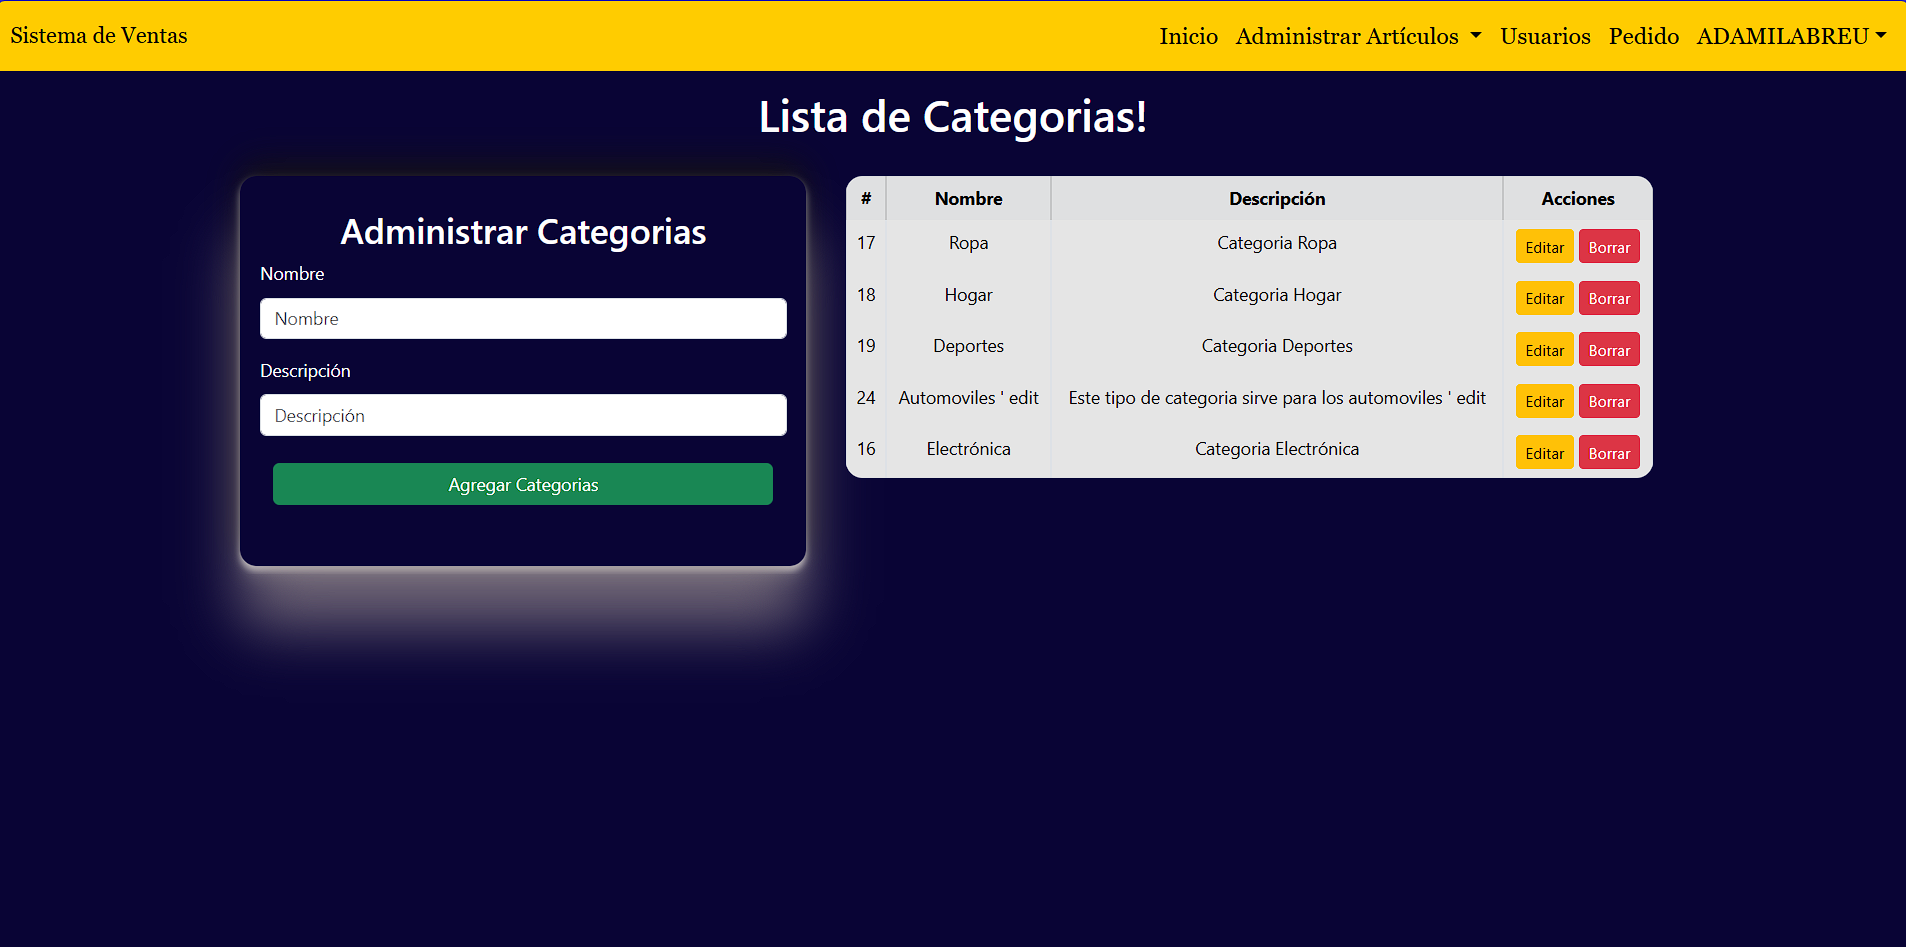 Sistema de Ventas
Inicio Administrar Artículos Usuarios Pedido ADAMILABREU
Lista de Categorias!
Administrar Categorias
Nombre
Nombre
Descripción
Descripción
Agregar Categorias
# Nombre Descripción Acciones
17 Ropa Categoria Ropa Editar Borrar
18 Hogar Categoria Hogar Editar Borrar
19 Deportes Categoria Deportes Editar Borrar
24 Automoviles ' edit Este tipo de categoria sirve para los automoviles ' edit Editar Borrar
16 Electrónica Categoria Electrónica Editar Borrar